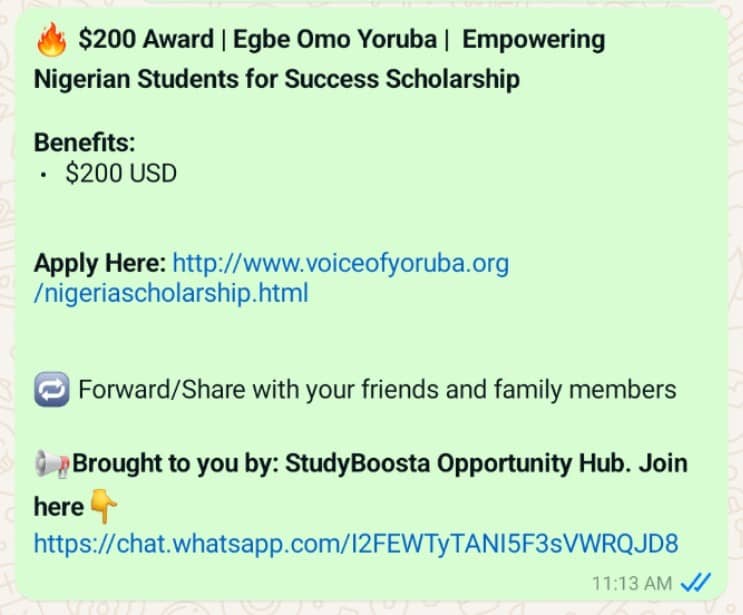 🔥 $200 Award | Egbe Omo Yoruba | Empowering
Nigerian Students for Success Scholarship
Benefits:
• $200 USD
Apply Here: http://www.voiceofyoruba.org
/nigeriascholarship.html
🔁 Forward/Share with your friends and family members
📢Brought to you by: StudyBoosta Opportunity Hub. Join
here👇
https://chat.whatsapp.com/I2FEWTyTANI5F3sVWRQJD8
11:13 AM